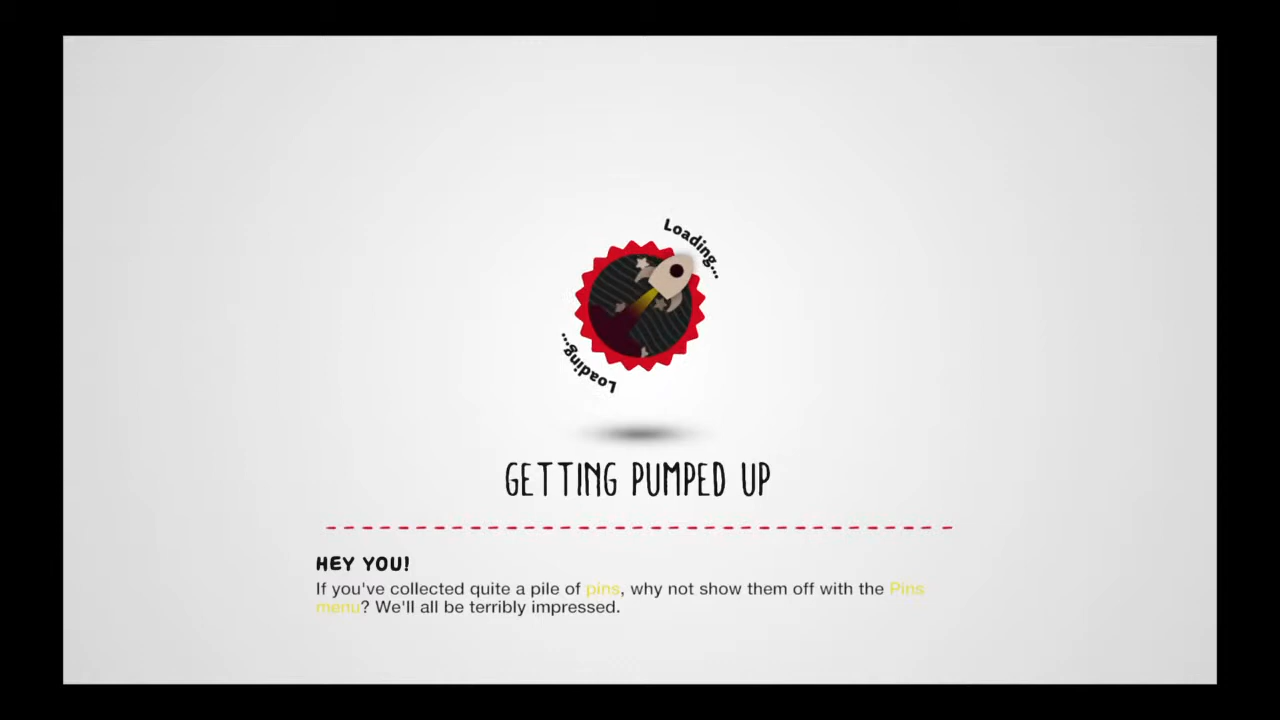 Loading...
Loading...
GETTING PUMPED UP
HEY YOU!
If you've collected quite a pile of pins, why not show them off with the Pins
menu? We'll all be terribly impressed.